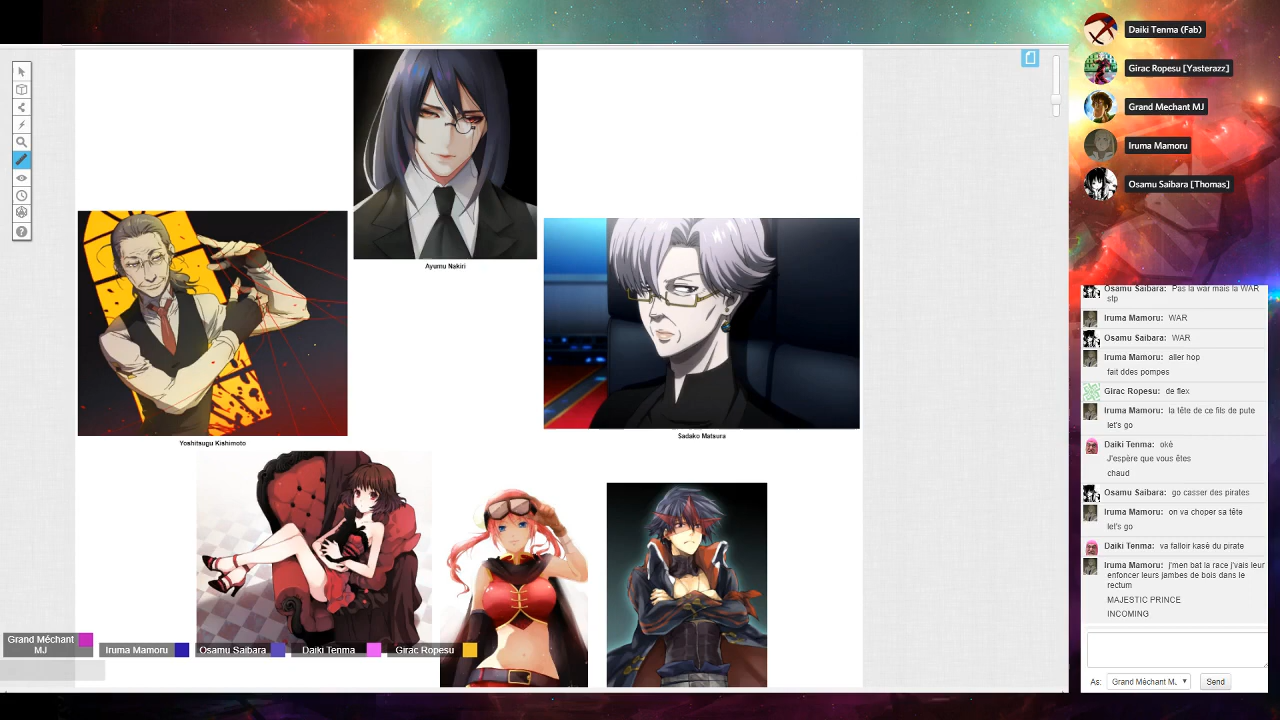 Daiki Tenma (Fab)
Girac Ropesu [Yasterazz]
Grand Mechant MJ
Iruma Mamoru
Osamu Saibara [Thomas]
Ayumu Nakiri
Yoshitsugu Kishimoto
Sadako Matsura
Grand Méchant
MJ
Iruma Mamoru
Osamu Saibara
Daiki Tenma
Girac Ropesu
Osamu Saibara: Pas la war mais la WAR
stp
Iruma Mamoru: WAR
Osamu Saibara: WAR
Iruma Mamoru: aller hop
fait ddes pompes
Girac Ropesu: de flex
Iruma Mamoru: la tête de ce fils de pute
let's go
Daiki Tenma: oké
J'espère que vous êtes
chaud
Osamu Saibara: go casser des pirates
Iruma Mamoru: on va choper sa tête
let's go
Daiki Tenma: va falloir kasé du pirate
Iruma Mamoru: j'men bat la race j'vais leur
enfoncer leurs jambes de bois dans le
rectum
MAJESTIC PRINCE
INCOMING
As: Grand Méchant M.
Send